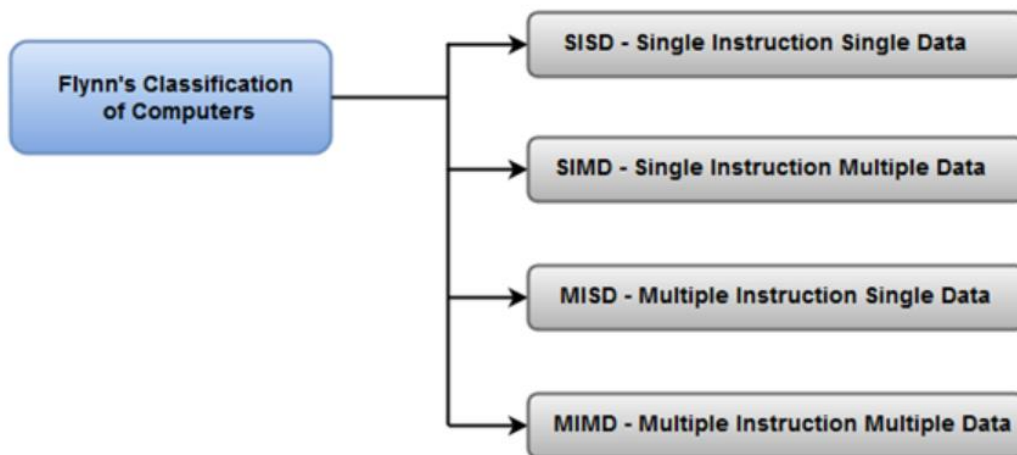 Flynn's Classification
of Computers
SISD - Single Instruction Single Data
SIMD - Single Instruction Multiple Data
MISD - Multiple Instruction Single Data
MIMD - Multiple Instruction Multiple Data